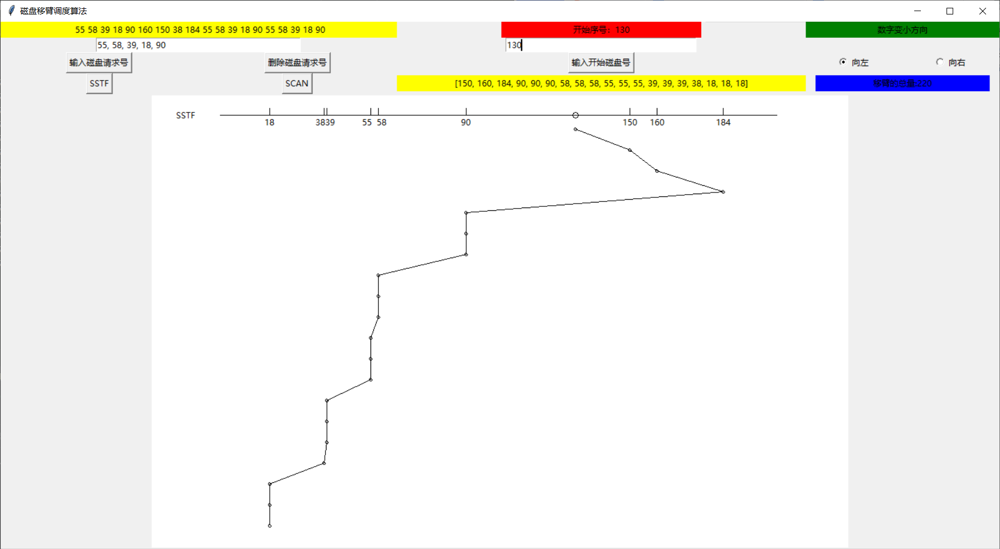 磁盘移臂调度算法
55 58 39 18 90 160 150 38 184 55 58 39 18 90 55 58 39 18 90
开始序号：130
数字变小方向
55, 58, 39, 18, 90
130
输入磁盘请求号
删除磁盘请求号
输入开始磁盘号
向左
向右
SSTF
SCAN
[150, 160, 184, 90, 90, 90, 58, 58, 58, 55, 55, 55, 39, 39, 39, 38, 18, 18, 18]
移臂的总量:220
SSTF
18 3839 55 58 90 150 160 184